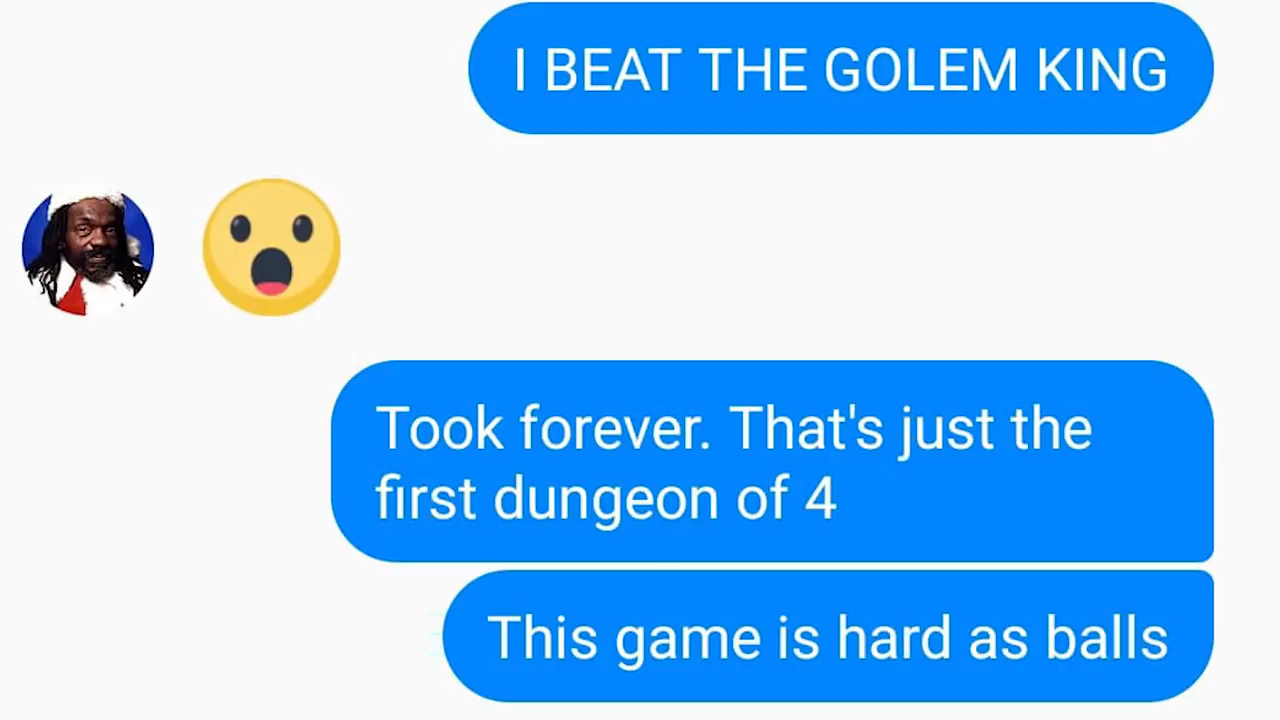 I BEAT THE GOLEM KING
Took forever. That's just the
first dungeon of 4
This game is hard as balls